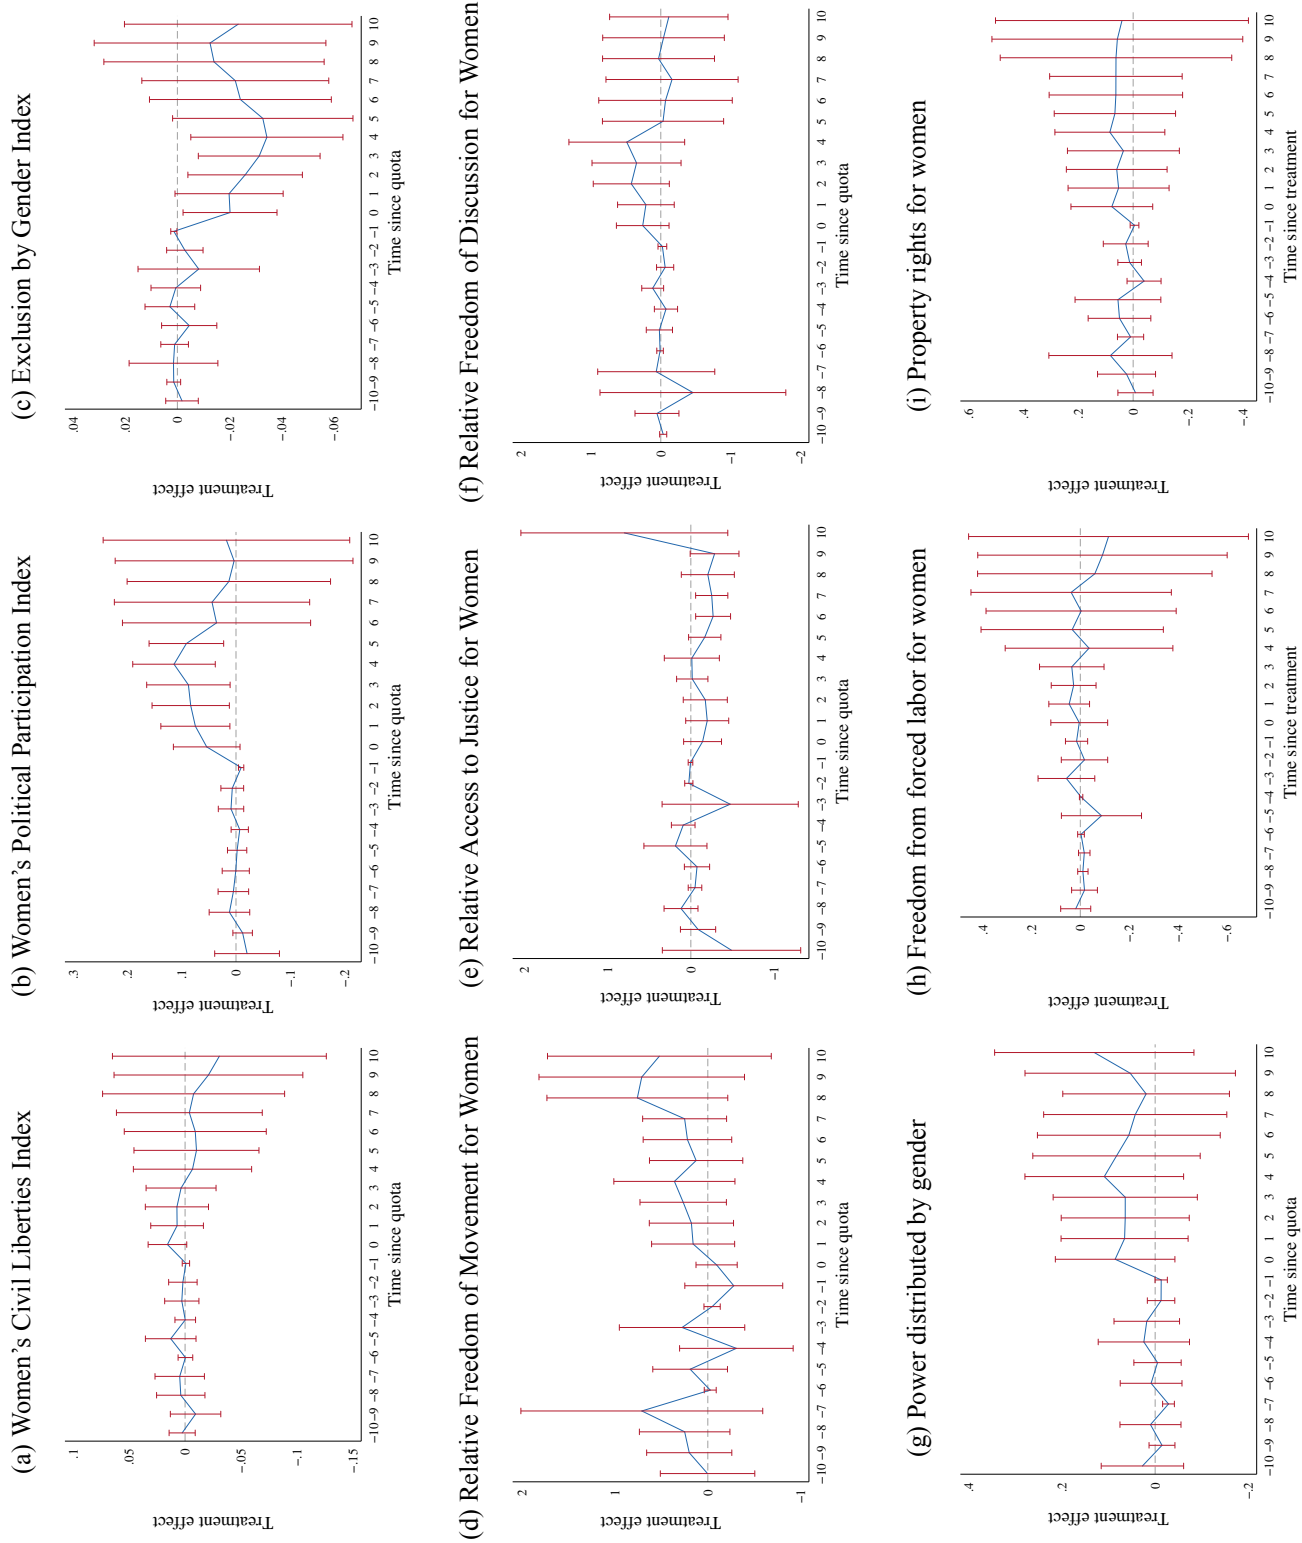 (a) Women's Civil Liberties Index
Treatment effect
.1
.05
0
−.05
−.1
−.15
−10 −9 −8 −7 −6 −5 −4 −3 −2 −1 0 1 2 3 4 5 6 7 8 9 10
Time since quota
(b) Women's Political Participation Index
Treatment effect
.3
.2
.1
0
−.1
−.2
−10 −9 −8 −7 −6 −5 −4 −3 −2 −1 0 1 2 3 4 5 6 7 8 9 10
Time since quota
(c) Exclusion by Gender Index
Treatment effect
.04
.02
0
−.02
−.04
−.06
−10 −9 −8 −7 −6 −5 −4 −3 −2 −1 0 1 2 3 4 5 6 7 8 9 10
Time since quota
(d) Relative Freedom of Movement for Women
Treatment effect
2
1
0
−1
−10 −9 −8 −7 −6 −5 −4 −3 −2 −1 0 1 2 3 4 5 6 7 8 9 10
Time since quota
(e) Relative Access to Justice for Women
Treatment effect
2
1
0
−1
−10 −9 −8 −7 −6 −5 −4 −3 −2 −1 0 1 2 3 4 5 6 7 8 9 10
Time since quota
(f) Relative Freedom of Discussion for Women
Treatment effect
2
1
0
−1
−2
−10 −9 −8 −7 −6 −5 −4 −3 −2 −1 0 1 2 3 4 5 6 7 8 9 10
Time since quota
(g) Power distributed by gender
Treatment effect
.4
.2
0
−.2
−10 −9 −8 −7 −6 −5 −4 −3 −2 −1 0 1 2 3 4 5 6 7 8 9 10
Time since quota
(h) Freedom from forced labor for women
Treatment effect
.4
.2
0
−.2
−.4
−.6
−10 −9 −8 −7 −6 −5 −4 −3 −2 −1 0 1 2 3 4 5 6 7 8 9 10
Time since treatment
(i) Property rights for women
Treatment effect
.6
.4
.2
0
−.2
−.4
−10 −9 −8 −7 −6 −5 −4 −3 −2 −1 0 1 2 3 4 5 6 7 8 9 10
Time since treatment